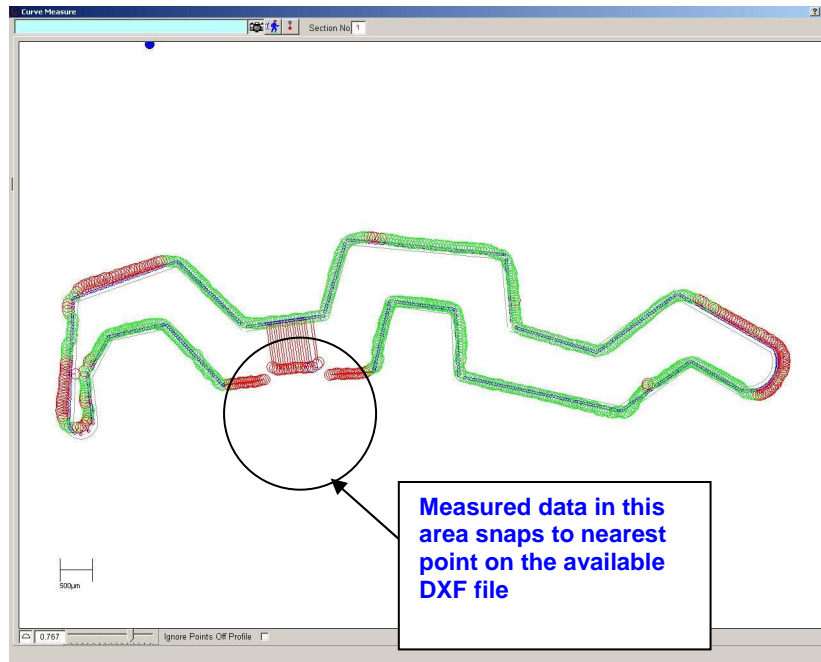 Curve Measure
Section No 1
Measured data in this
area snaps to nearest
point on the available
DXF file
500µm
0.767 Ignore Points Off Profile